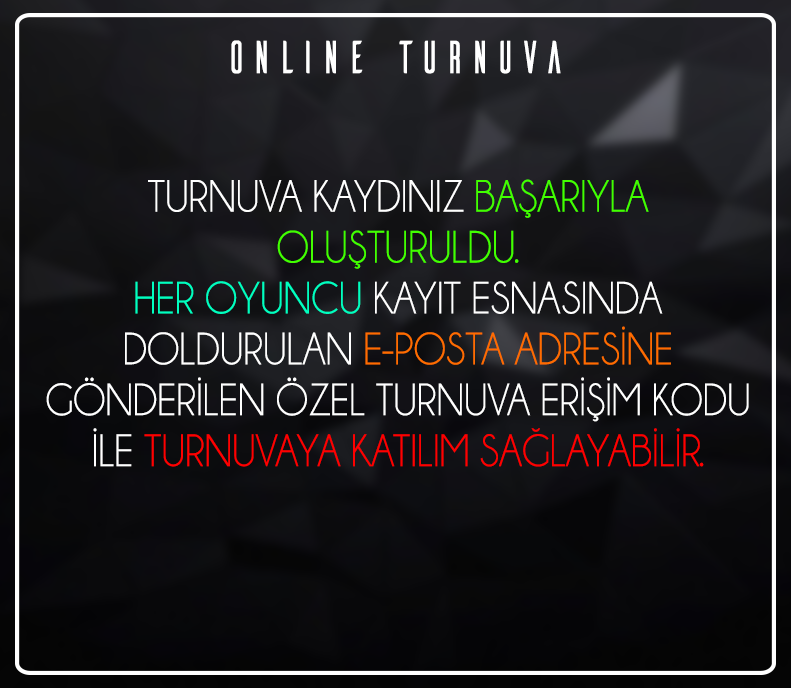 ONLINE TURNUVA
TURNUVA KAYDINIZ BAŞARIYLA
OLUŞTURULDU.
HER OYUNCU KAYIT ESNASINDA
DOLDURULAN E-POSTA ADRESİNE
GÖNDERİLEN ÖZEL TURNUVA ERİŞİM KODU
İLE TURNUVAYA KATILIM SAĞLAYABİLİR.